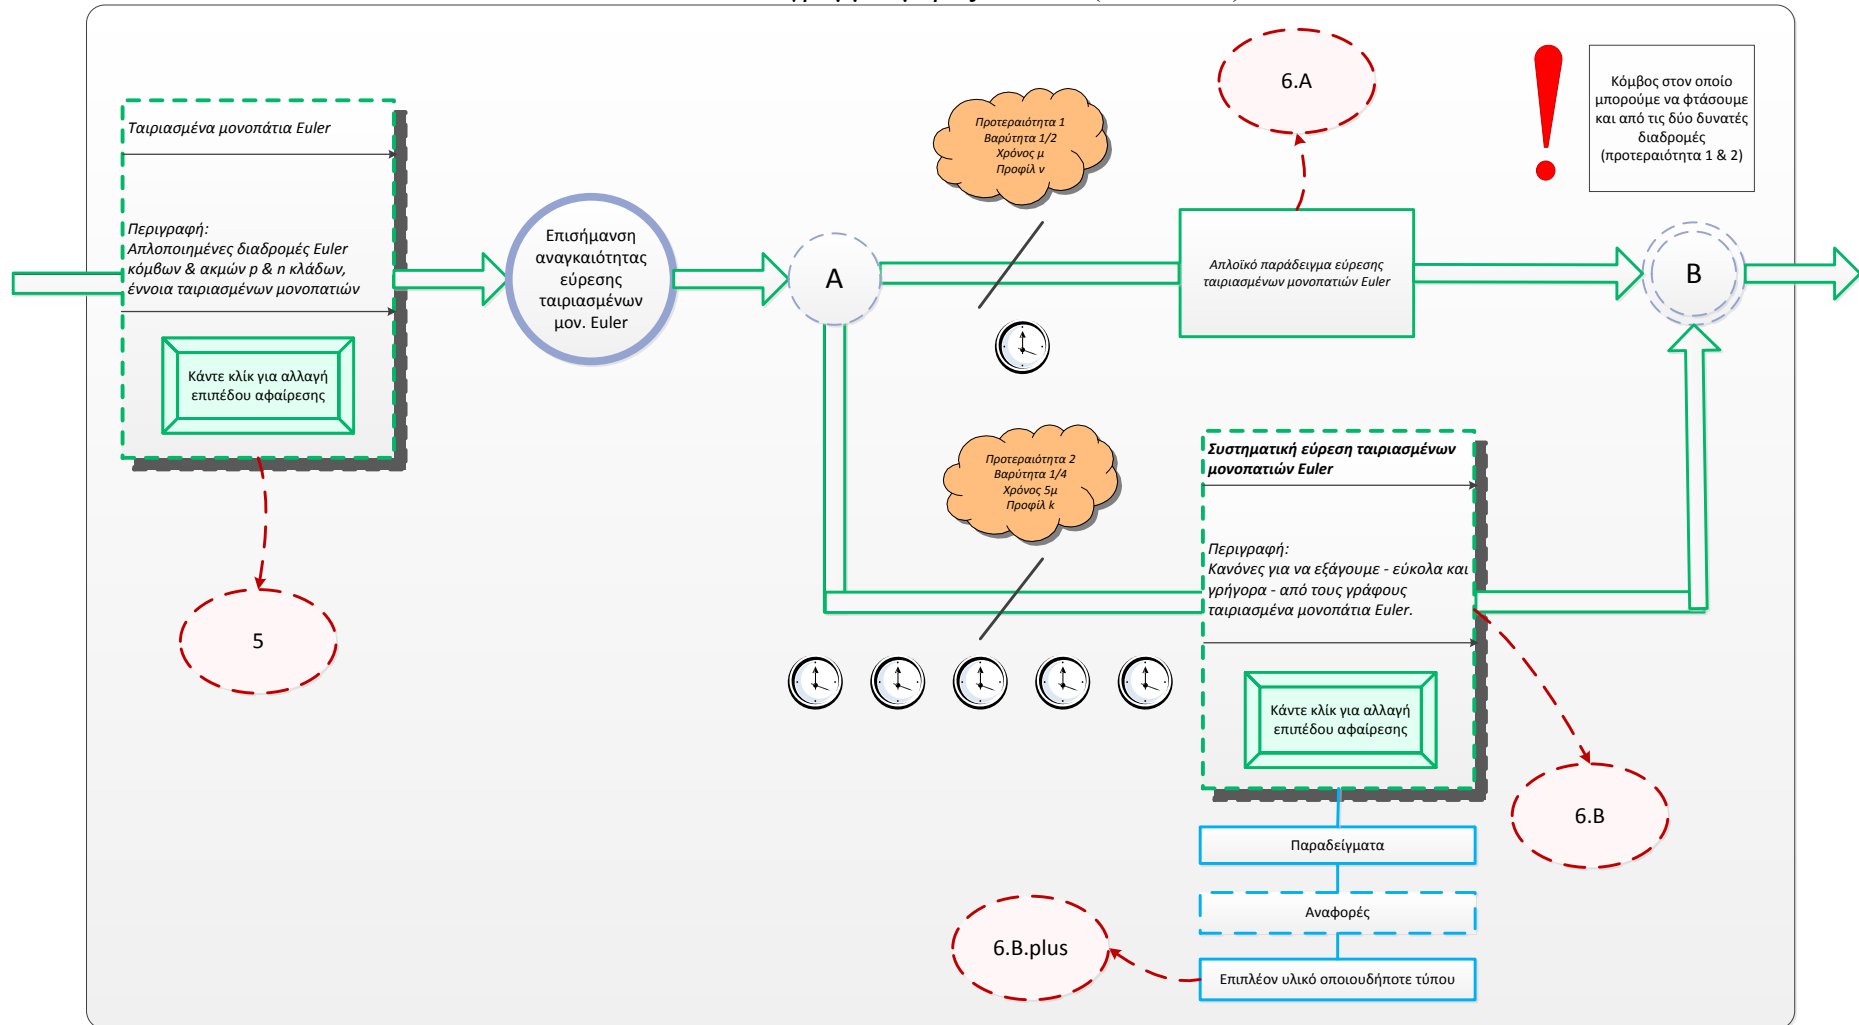 Ταιριασμένα μονοπάτια Euler
Περιγραφή:
Απλοποιημένες διαδρομές Euler
κόμβων & ακμών p & n κλάδων,
έννοια ταιριασμένων μονοπατιών
Κάντε κλίκ για αλλαγή
επιπέδου αφαίρεσης
5
Επισήμανση
αναγκαιότητας
εύρεσης
ταιριασμένων
μον. Euler
A
Προτεραιότητα 1
Βαρύτητα 1/2
Χρόνος μ
Προφίλ ν
6.A
Απλοϊκό παράδειγμα εύρεσης
ταιριασμένων μονοπατιών Euler
Κόμβος στον οποίο
μπορούμε να φτάσουμε
και από τις δύο δυνατές
διαδρομές
(προτεραιότητα 1 & 2)
B
Προτεραιότητα 2
Βαρύτητα 1/4
Χρόνος 5μ
Προφίλ k
Συστηματική εύρεση ταιριασμένων
μονοπατιών Euler
Περιγραφή:
Κανόνες για να εξάγουμε - εύκολα και
γρήγορα - από τους γράφους
ταιριασμένα μονοπάτια Euler.
Κάντε κλίκ για αλλαγή
επιπέδου αφαίρεσης
6.B
Παραδείγματα
Αναφορές
Επιπλέον υλικό οποιουδήποτε τύπου
6.B.plus